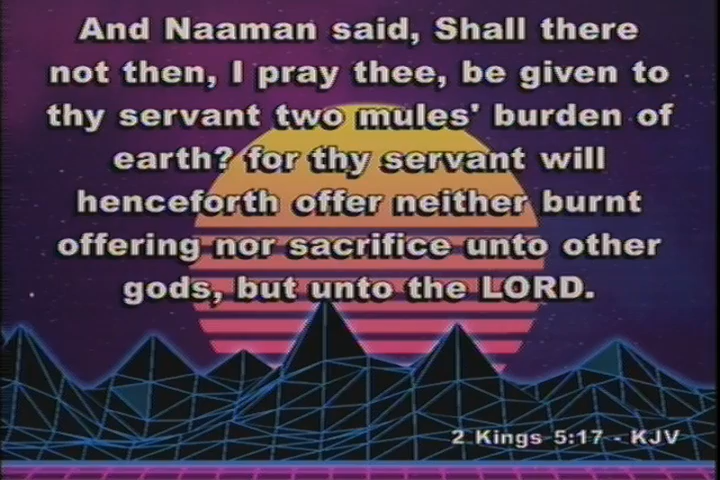 And Naaman said, Shall there
not then, I pray thee, be given to
thy servant two mules' burden of
earth? for thy servant will
henceforth offer neither burnt
offering nor sacrifice unto other
gods, but unto the LORD.
2 Kings 5:17 - KJV